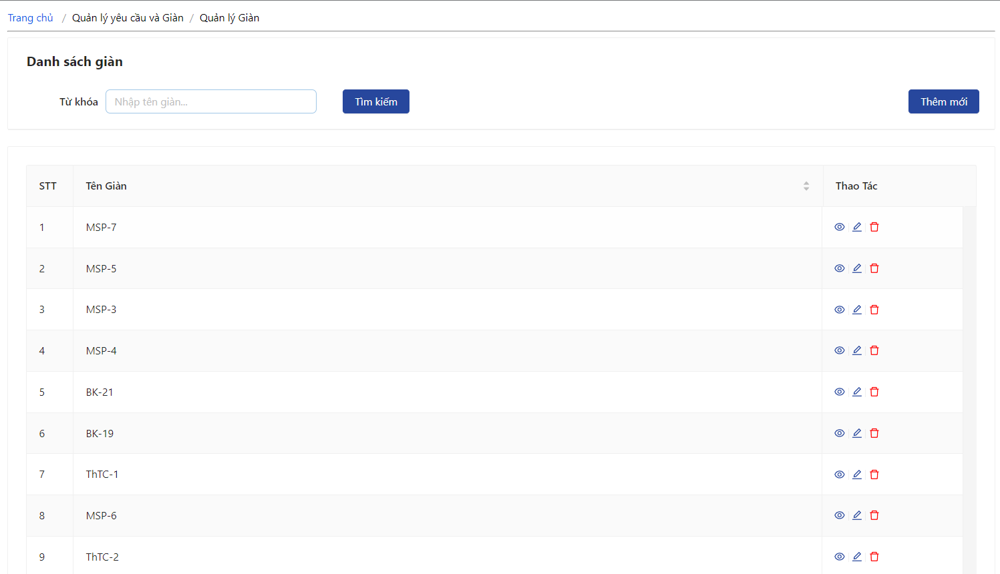 Trang chủ / Quản lý yêu cầu và Giàn / Quản lý Giàn
Danh sách giàn
Từ khóa Nhập tên giàn... Tìm kiếm Thêm mới
STT Tên Giàn Thao Tác
1 MSP-7
2 MSP-5
3 MSP-3
4 MSP-4
5 BK-21
6 BK-19
7 ThTC-1
8 MSP-6
9 ThTC-2